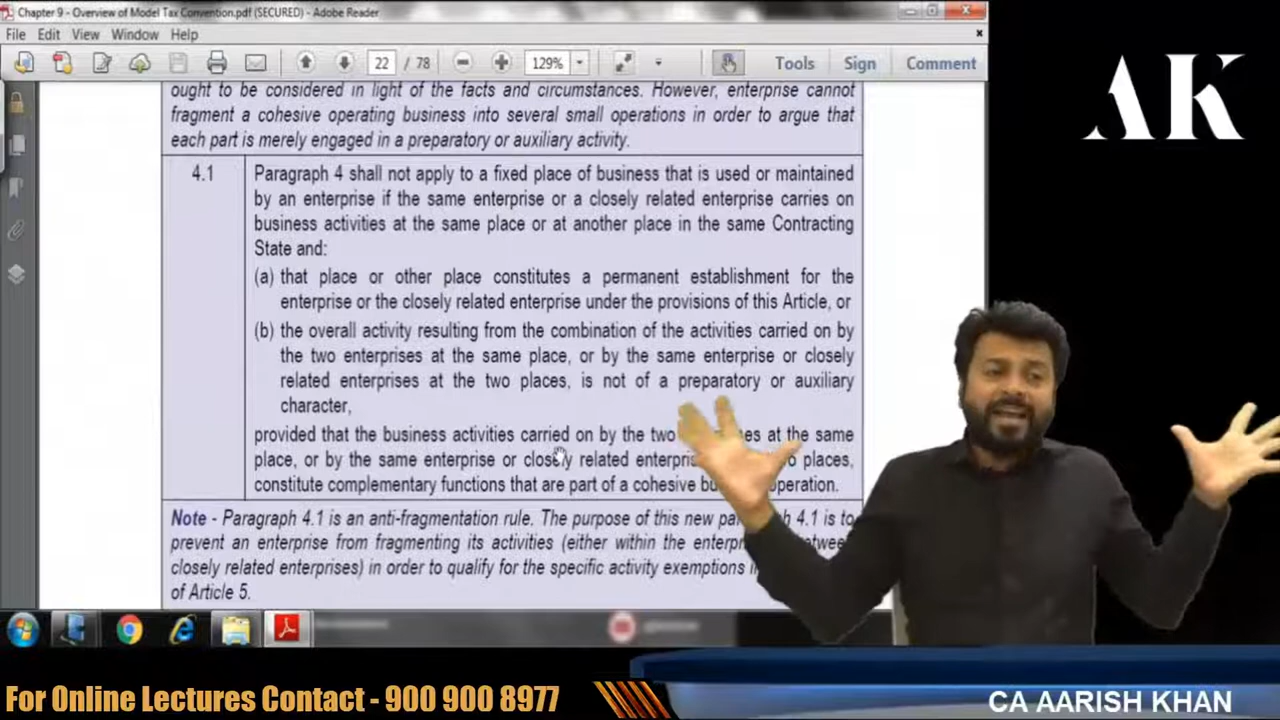 Chapter 9 - Overview of Model Tax Convention.pdf (SECURED) - Adobe Reader
File Edit View Window Help
22 / 78 129% Tools Sign Comment
AK
ought to be considered in light of the facts and circumstances. However, enterprise cannot
fragment a cohesive operating business into several small operations in order to argue that
each part is merely engaged in a preparatory or auxiliary activity.
4.1 Paragraph 4 shall not apply to a fixed place of business that is used or maintained
by an enterprise if the same enterprise or a closely related enterprise carries on
business activities at the same place or at another place in the same Contracting
State and:
(a) that place or other place constitutes a permanent establishment for the
enterprise or the closely related enterprise under the provisions of this Article, or
(b) the overall activity resulting from the combination of the activities carried on by
the two enterprises at the same place, or by the same enterprise or closely
related enterprises at the two places, is not of a preparatory or auxiliary
character,
provided that the business activities carried on by the two at the same
place, or by the same enterprise or closely related places,
constitute complementary functions that are part of a cohesive operation.
Note - Paragraph 4.1 is an anti-fragmentation rule. The purpose of this new 4.1 is to
prevent an enterprise from fragmenting its activities (either within the
closely related enterprises) in order to qualify for the specific activity exemptions
of Article 5.
For Online Lectures Contact - 900 900 8977
CA AARISH KHAN